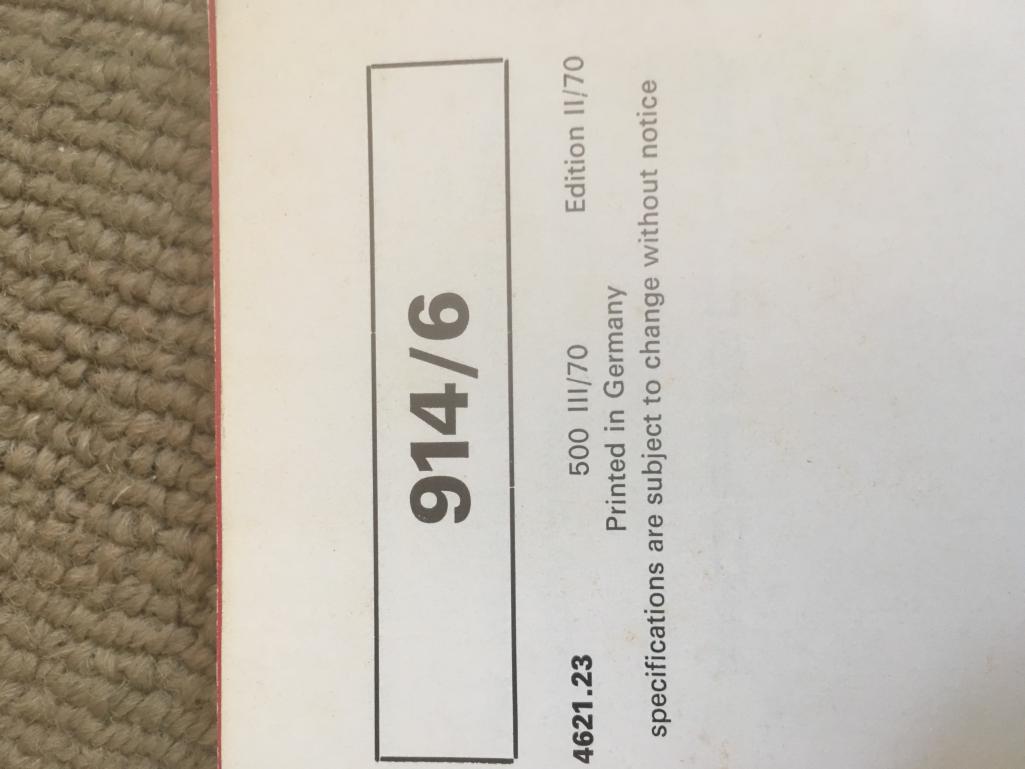 914/6
4621.23 500 III/70 Edition II/70
Printed in Germany
specifications are subject to change without notice